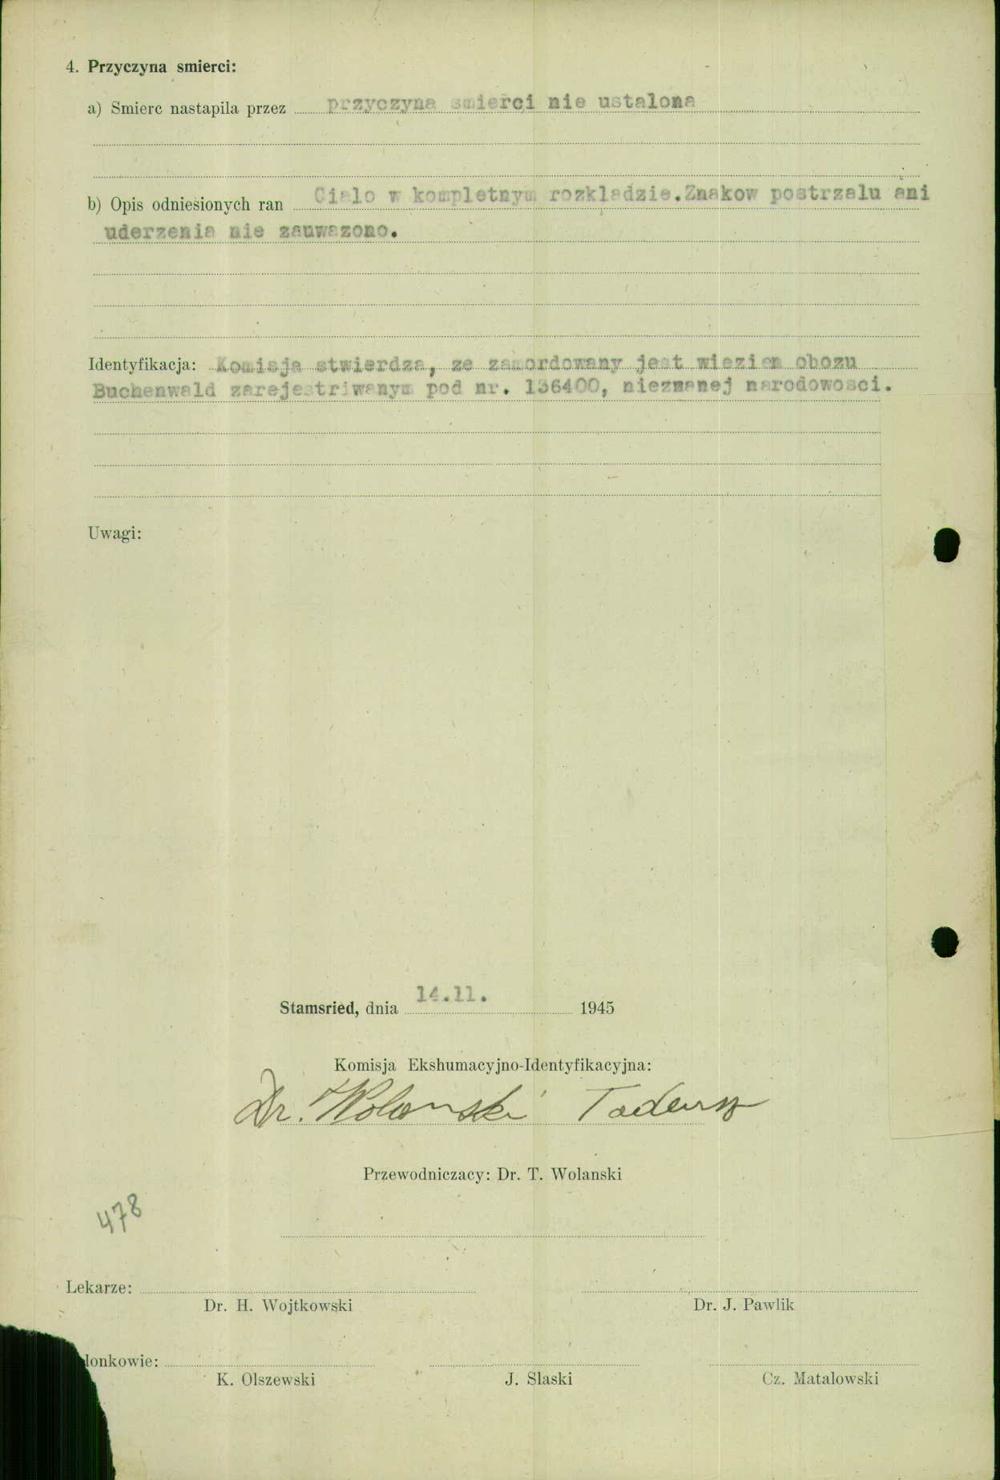 4. Przyczyna smierci:
a) Smierc nastapila przez przyczyna smierci nie ustalona
b) Opis odniesionych ran Cialo w kompletnym rozkladzie.Znakow postrzalu ani
uderzenia nie zauwazono.
Identyfikacja: Komisja stwierdza, ze zamordowany jest wiezien obozu
Buchenwald zarejestriwanym pod nr. 136400, nieznanej narodowosci.
Uwagi:
Stamsried, dnia 14.11. 1945
Komisja Ekshumacyjno-Identyfikacyjna:
Dr. Wolanski Tadeusz
Przewodniczacy: Dr. T. Wolanski
478
Lekarze:
Dr. H. Wojtkowski Dr. J. Pawlik
lonkowie:
K. Olszewski J. Slaski Cz. Matalowski